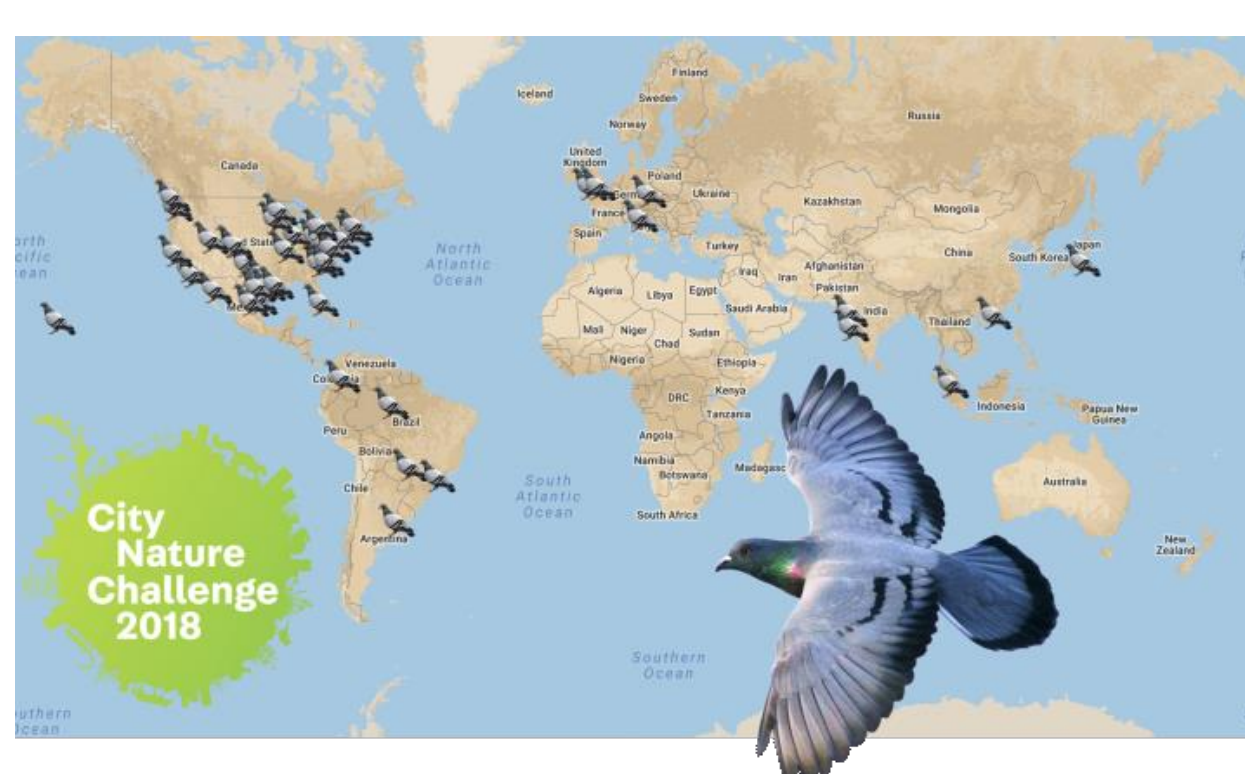 Iceland
Finland
Sweden
Norway
Russia
Canada
United
Kingdom
Poland
Ukraine
France
Kazakhstan
Mongolia
Spain
Turkey
China
South Korea
Japan
North
Atlantic
Ocean
Iraq
Iran
Afghanistan
Pakistan
Algeria
Libya
Egypt
Saudi Arabia
India
Thailand
Mali
Niger
Chad
Sudan
Nigeria
Ethiopia
Venezuela
Kenya
DRC
Tanzania
Indonesia
Papua New
Guinea
Brazil
Peru
Bolivia
Angola
Namibia
Botswana
Madagasc
Chile
South
Atlantic
Ocean
Australia
South Africa
Argentina
New
Zealand
City
Nature
Challenge
2018
Southern
Ocean